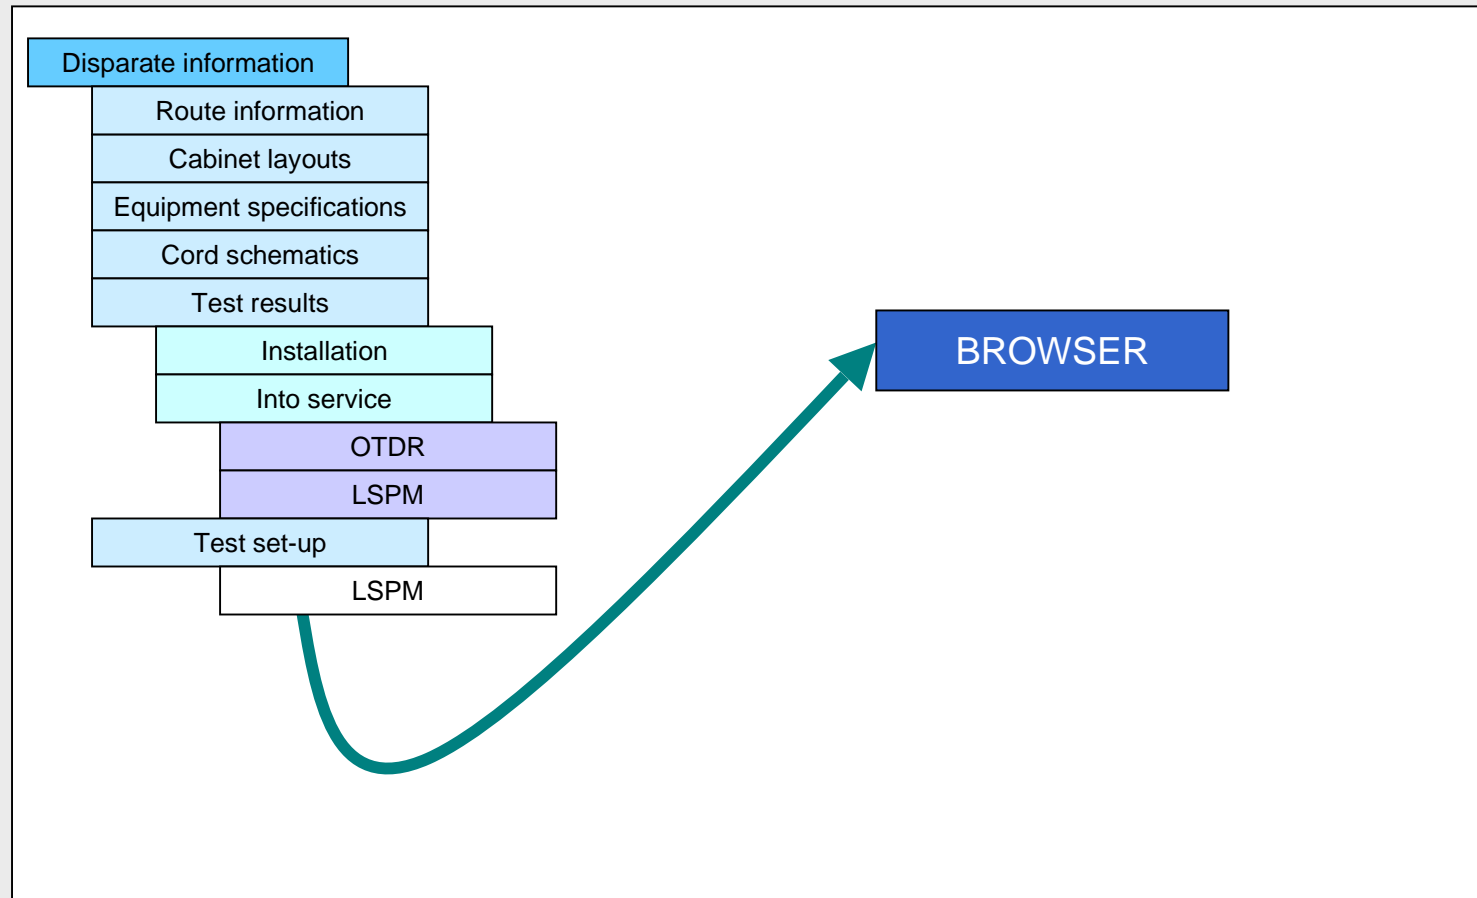 Disparate information
Route information
Cabinet layouts
Equipment specifications
Cord schematics
Test results
Installation
Into service
OTDR
LSPM
Test set-up
LSPM
BROWSER